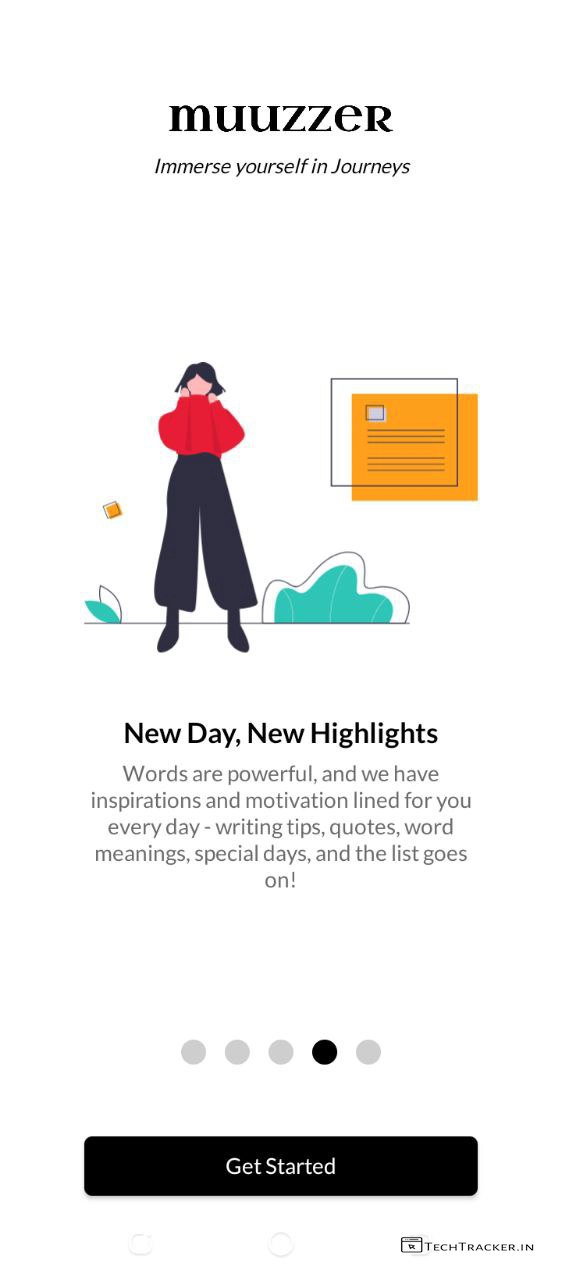 muuzzer
Immerse yourself in Journeys
New Day, New Highlights
Words are powerful, and we have
inspirations and motivation lined for you
every day - writing tips, quotes, word
meanings, special days, and the list goes
on!
Get Started
TechTracker.in